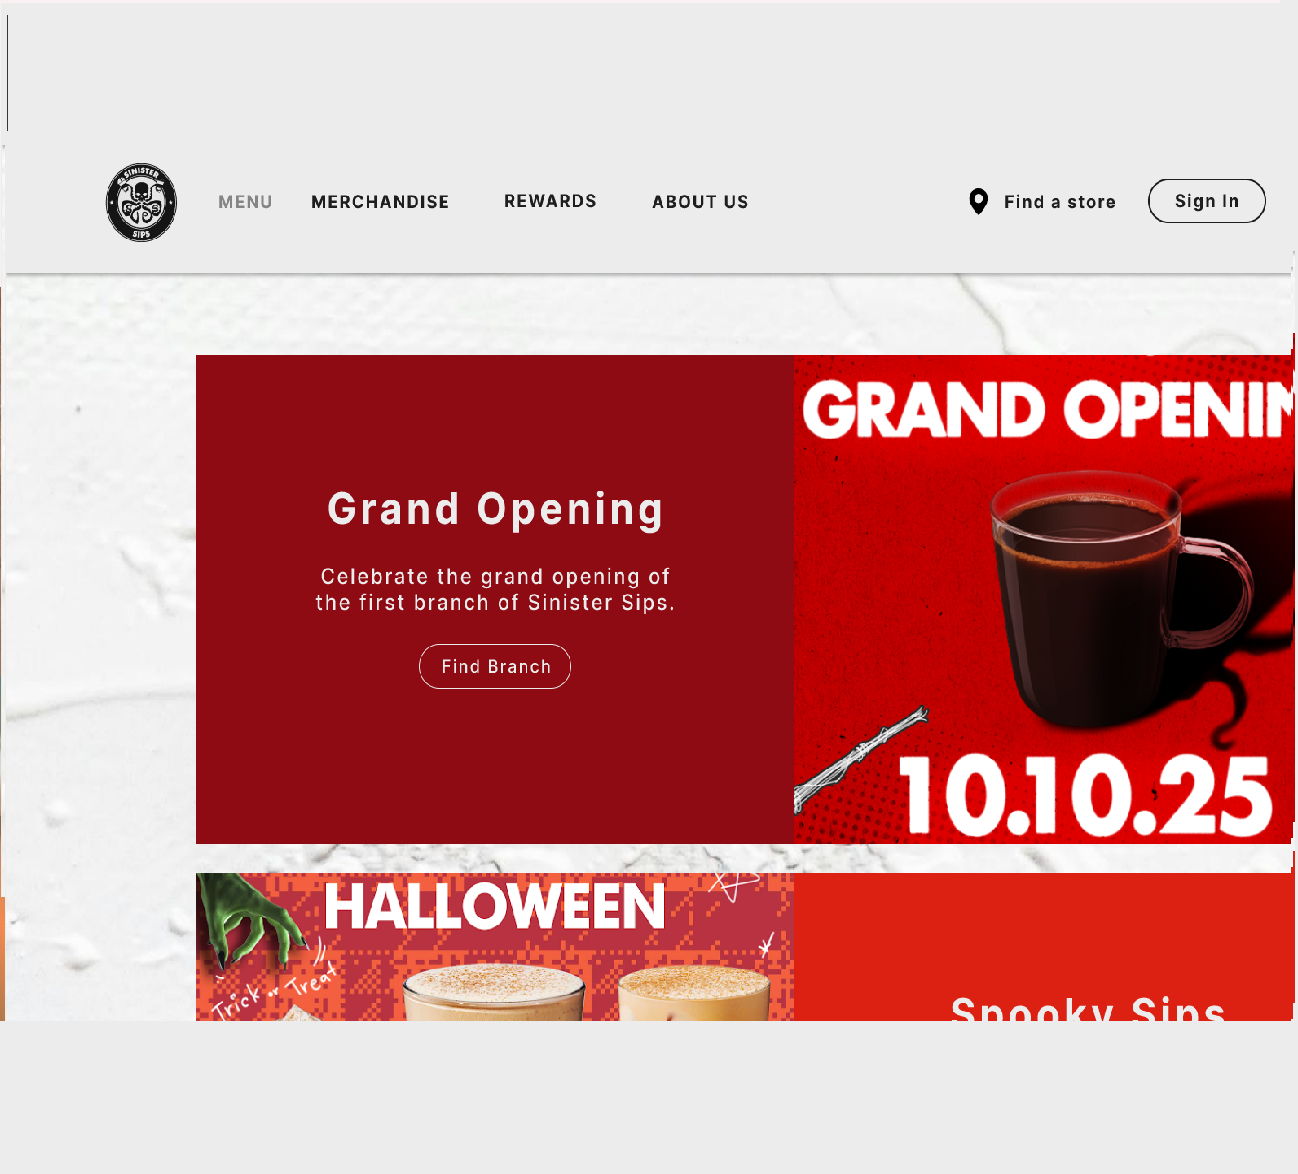 SINISTER
SIPS
MENU
MERCHANDISE
REWARDS
ABOUT US
Find a store
Sign In
Grand Opening
Celebrate the grand opening of
the first branch of Sinister Sips.
Find Branch
GRAND OPENIN
10.10.25
HALLOWEEN
Trick or Treat
Spooky Sips